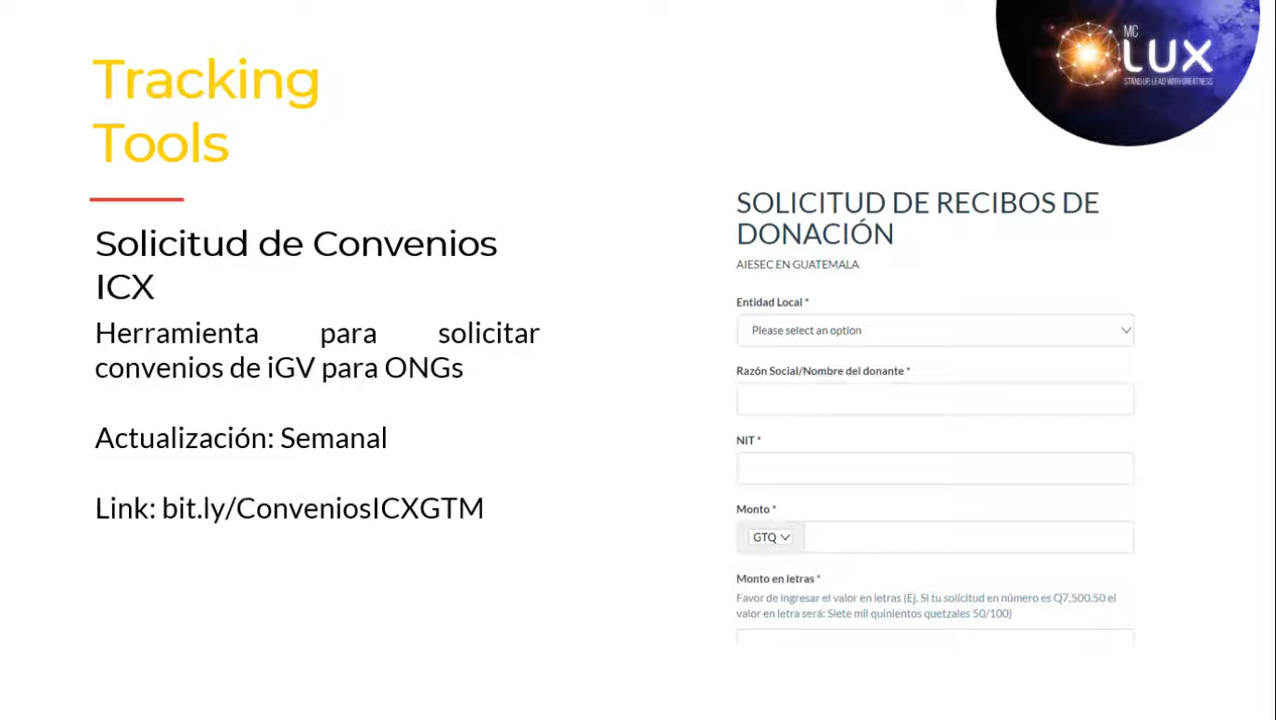 Tracking
Tools
Solicitud de Convenios
ICX
Herramienta para solicitar
convenios de iGV para ONGs
Actualización: Semanal
Link: bit.ly/ConveniosICXGTM
MC
LUX
STAND UP, LEAD WITH GREATNESS
SOLICITUD DE RECIBOS DE
DONACIÓN
AIESEC EN GUATEMALA
Entidad Local *
Please select an option
Razón Social/Nombre del donante *
NIT *
Monto *
GTQ
Monto en letras *
Favor de ingresar el valor en letras (Ej. Si tu solicitud en número es Q7,500.50 el
valor en letra será: Siete mil quinientos quetzales 50/100)